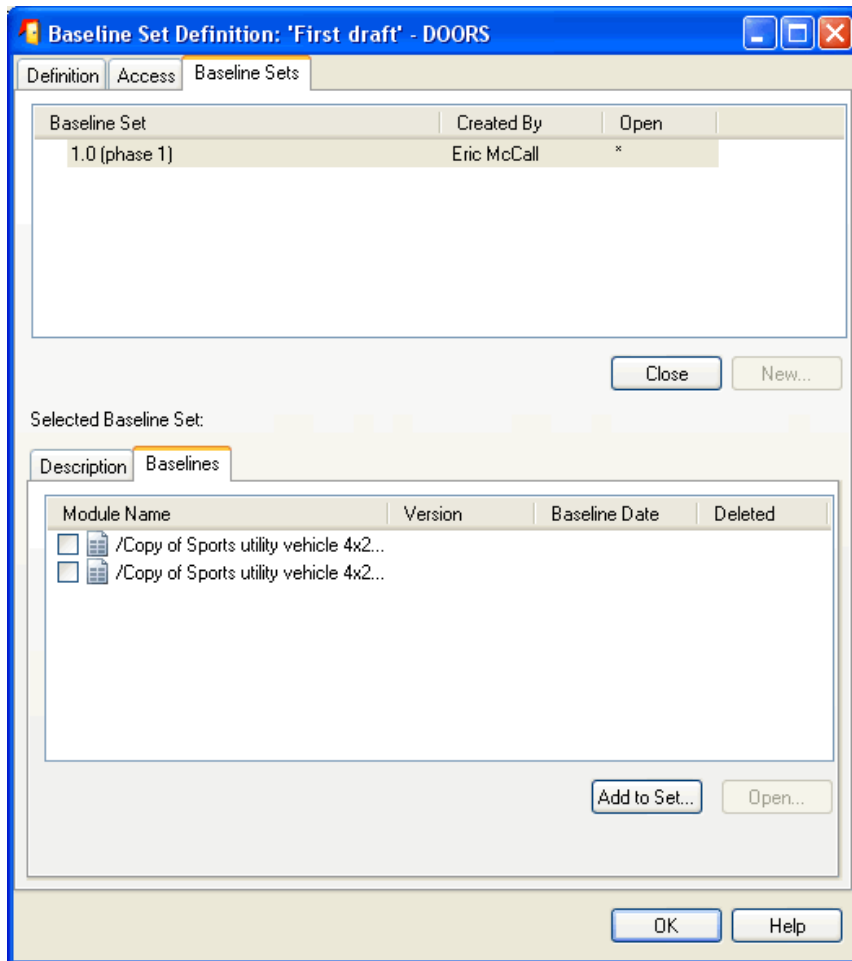 Baseline Set Definition: 'First draft' - DOORS
Definition Access Baseline Sets
Baseline Set Created By Open
1.0 (phase 1) Eric McCall *
Close New...
Selected Baseline Set:
Description Baselines
Module Name Version Baseline Date Deleted
/Copy of Sports utility vehicle 4x2...
/Copy of Sports utility vehicle 4x2...
Add to Set... Open...
OK Help